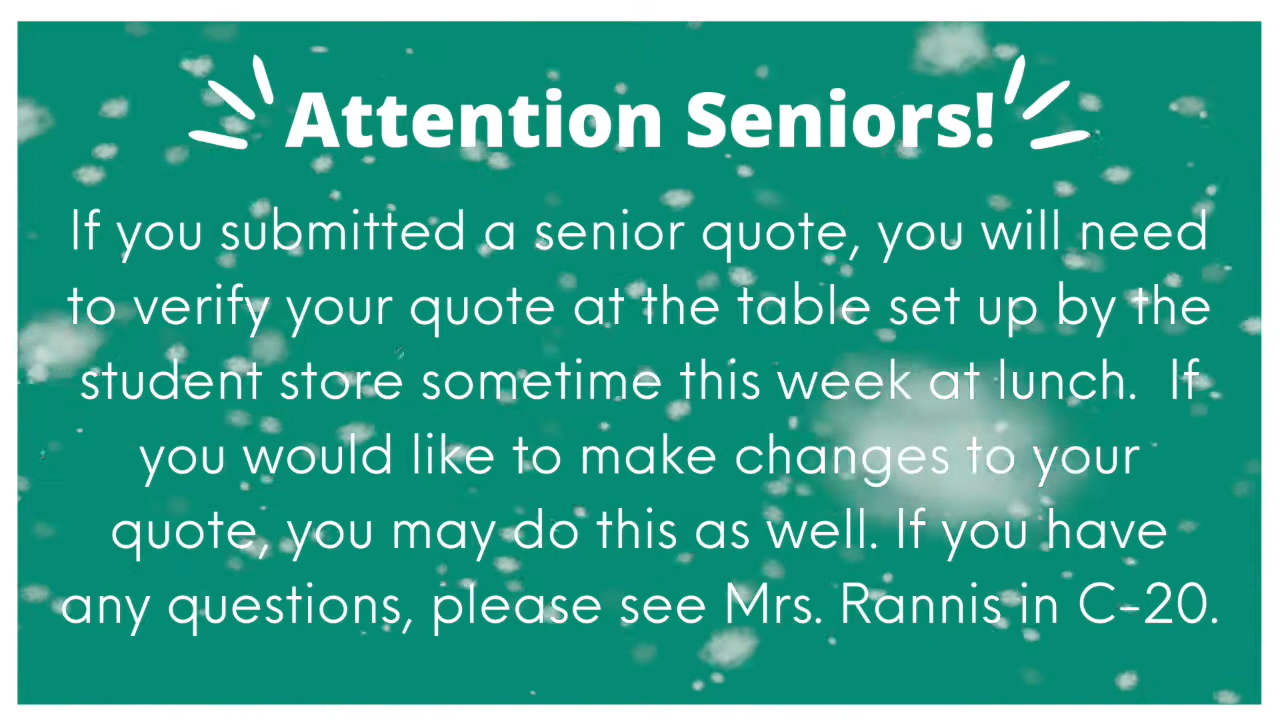 Attention Seniors!
If you submitted a senior quote, you will need
to verify your quote at the table set up by the
student store sometime this week at lunch.  If
you would like to make changes to your
quote, you may do this as well. If you have
any questions, please see Mrs. Rannis in C-20.